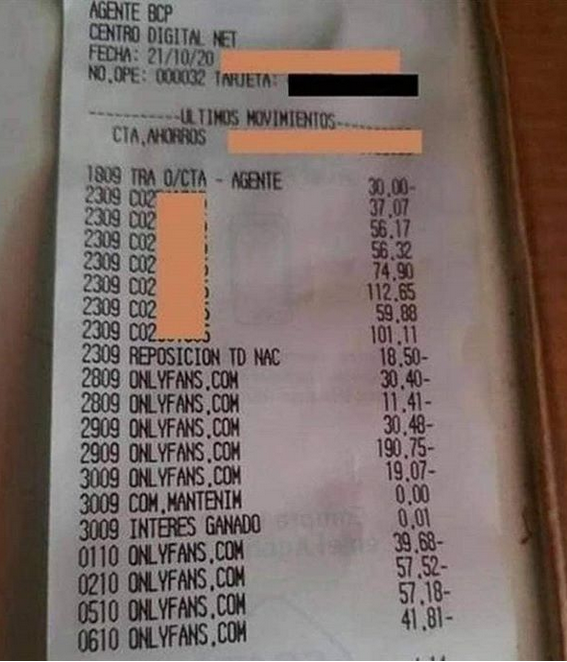 AGENTE BCP
CENTRO DIGITAL NET
FECHA: 21/10/20
NO.OPE: 000032 TARJETA:
----------ULTIMOS MOVIMIENTOS----------
CTA.AHORROS
1809 TRA O/CTA - AGENTE 30.00-
2309 CO2 37.07
2309 CO2 56.17
2309 CO2 56.32
2309 CO2 74.90
2309 CO2 112.65
2309 CO2 59.88
2309 CO2 101.11
2309 REPOSICION TD NAC 18.50-
2809 ONLYFANS.COM 30.40-
2809 ONLYFANS.COM 11.41-
2909 ONLYFANS.COM 30.48-
2909 ONLYFANS.COM 190.75-
3009 ONLYFANS.COM 19.07-
3009 COM.MANTENIM 0.00
3009 INTERES GANADO 0.01
0110 ONLYFANS.COM 39.68-
0210 ONLYFANS.COM 57.52-
0510 ONLYFANS.COM 57.18-
0610 ONLYFANS.COM 41.81-